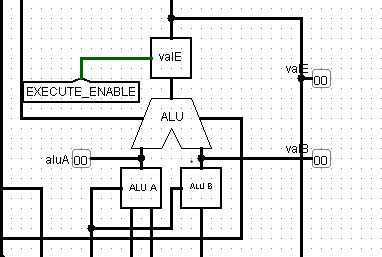 valE
valE 00
EXECUTE_ENABLE
ALU
aluA 00
valB 00
ALU A
ALU B